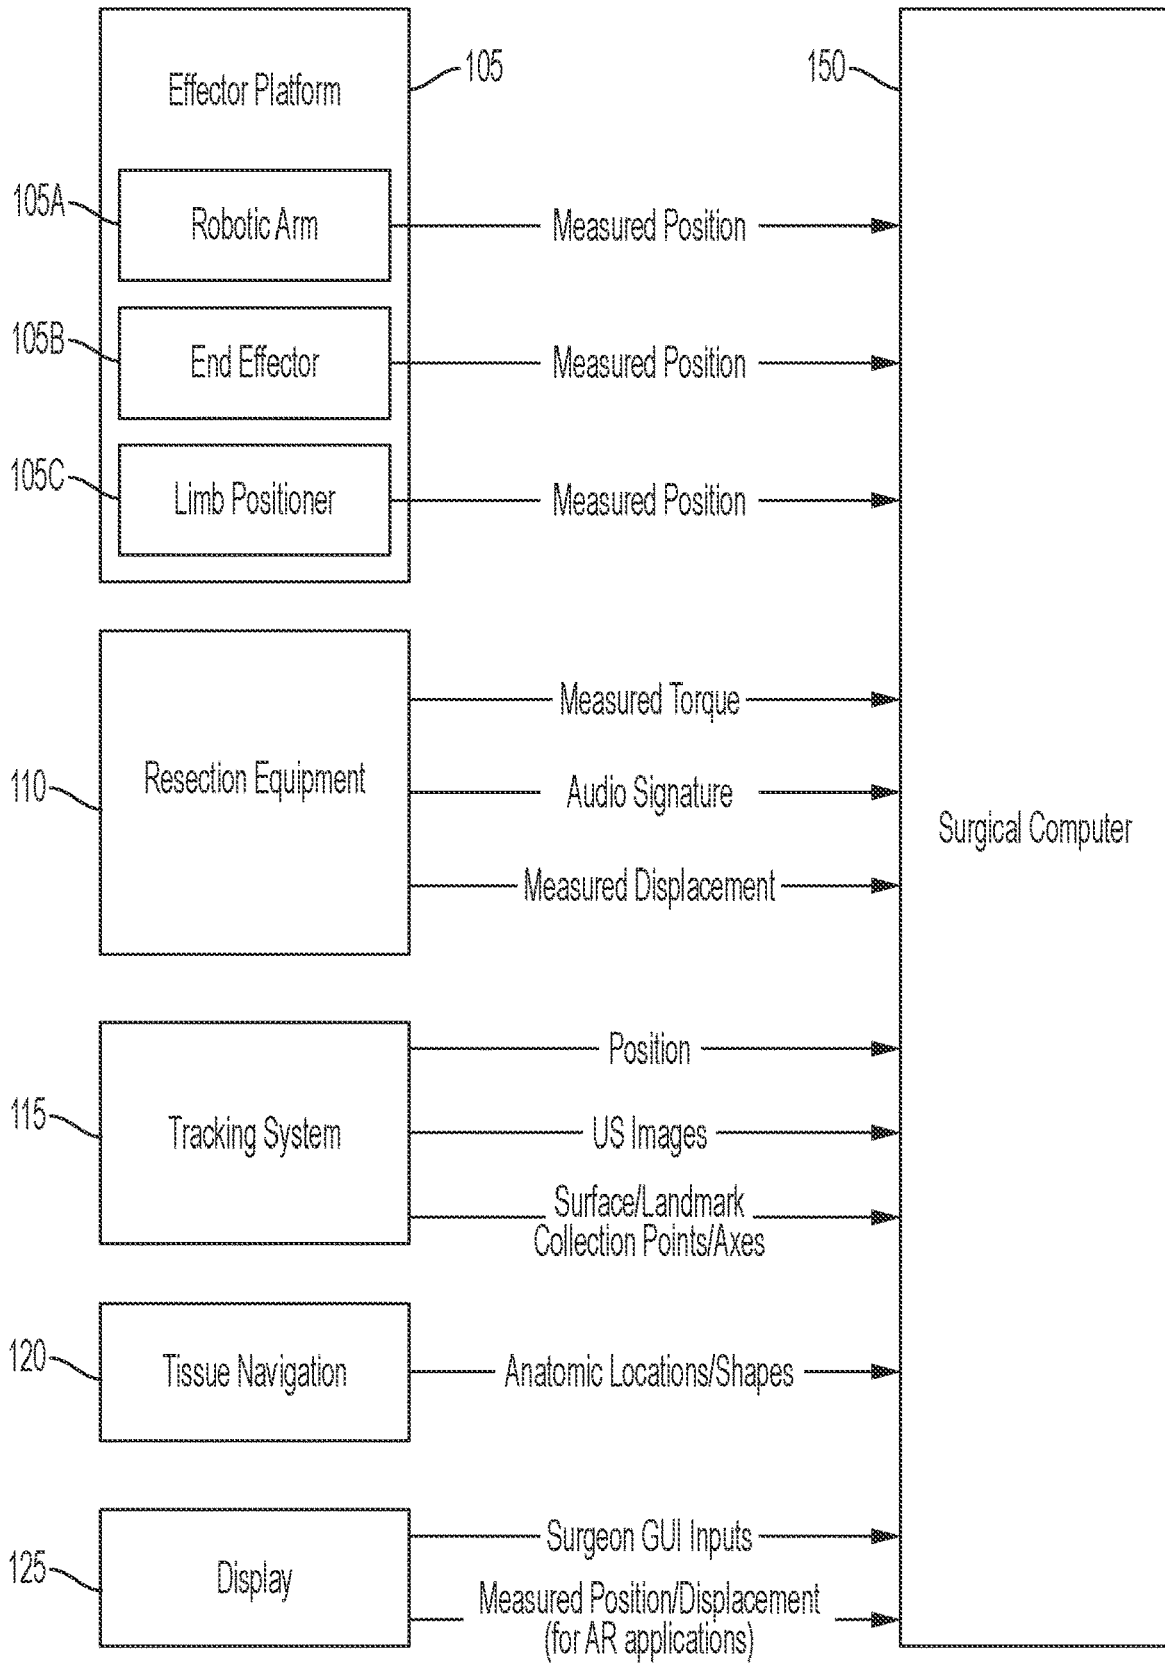 105
150
Effector Platform
105A
Robotic Arm
Measured Position
105B
End Effector
Measured Position
105C
Limb Positioner
Measured Position
Measured Torque
110
Resection Equipment
Audio Signature
Surgical Computer
Measured Displacement
Position
115
Tracking System
US Images
Surface/Landmark
Collection Points/Axes
120
Tissue Navigation
Anatomic Locations/Shapes
Surgeon GUI Inputs
125
Display
Measured Position/Displacement
(for AR applications)